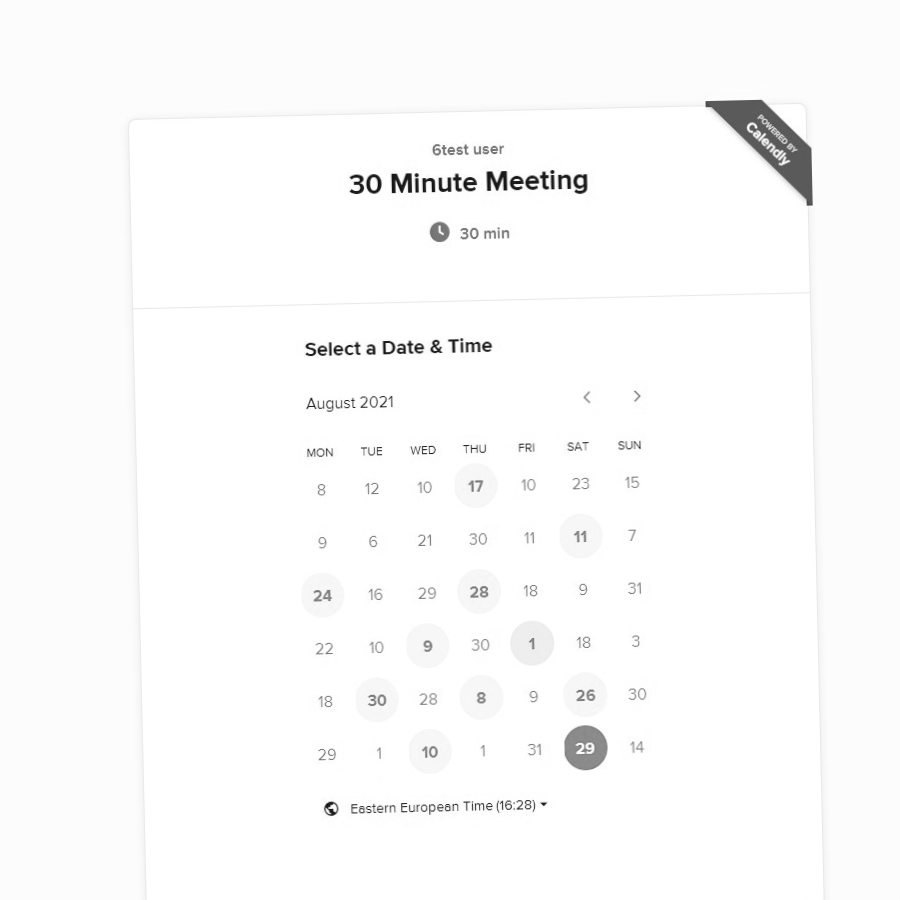 POWERED BY
Calendly
6test user
30 Minute Meeting
30 min
Select a Date & Time
August 2021
MON TUE WED THU FRI SAT SUN
8 12 10 17 10 23 15
9 6 21 30 11 11 7
24 16 29 28 18 9 31
22 10 9 30 1 18 3
18 30 28 8 9 26 30
29 1 10 1 31 29 14
Eastern European Time (16:28)